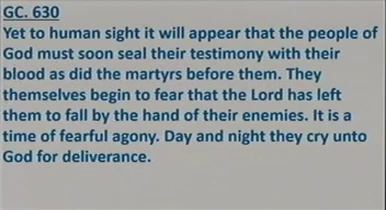 GC. 630
Yet to human sight it will appear that the people of
God must soon seal their testimony with their
blood as did the martyrs before them. They
themselves begin to fear that the Lord has left
them to fall by the hand of their enemies. It is a
time of fearful agony. Day and night they cry unto
God for deliverance.